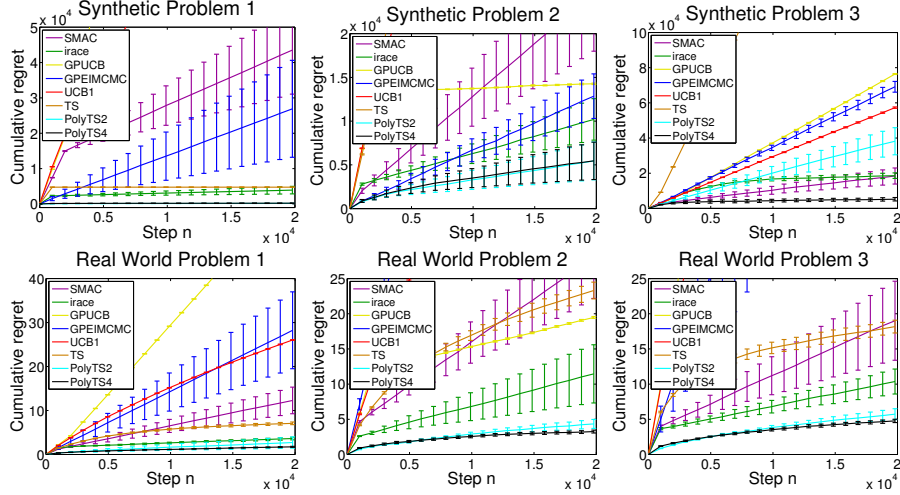 Synthetic Problem 1
x 10^4
Cumulative regret
5
4
3
2
1
0
SMAC
irace
GPUCB
GPEIMCMC
UCB1
TS
PolyTS2
PolyTS4
0 0.5 1 1.5 2
Step n
x 10^4
Synthetic Problem 2
x 10^4
Cumulative regret
2
1.5
1
0.5
0
SMAC
irace
GPUCB
GPEIMCMC
UCB1
TS
PolyTS2
PolyTS4
0 0.5 1 1.5 2
Step n
x 10^4
Synthetic Problem 3
x 10^4
Cumulative regret
10
8
6
4
2
0
SMAC
irace
GPUCB
GPEIMCMC
UCB1
TS
PolyTS2
PolyTS4
0 0.5 1 1.5 2
Step n
x 10^4
Real World Problem 1
Cumulative regret
40
30
20
10
0
SMAC
irace
GPUCB
GPEIMCMC
UCB1
TS
PolyTS2
PolyTS4
0 0.5 1 1.5 2
Step n
x 10^4
Real World Problem 2
Cumulative regret
25
20
15
10
5
0
SMAC
irace
GPUCB
GPEIMCMC
UCB1
TS
PolyTS2
PolyTS4
0 0.5 1 1.5 2
Step n
x 10^4
Real World Problem 3
Cumulative regret
25
20
15
10
5
0
SMAC
irace
GPUCB
GPEIMCMC
UCB1
TS
PolyTS2
PolyTS4
0 0.5 1 1.5 2
Step n
x 10^4